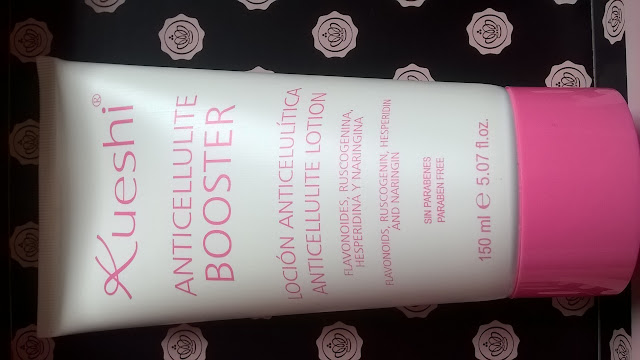 Kueshi®
ANTICELLULITE
BOOSTER
LOCIÓN ANTICELULÍTICA
ANTICELLULITE LOTION
FLAVONOIDES, RUSCOGENINA,
HESPERIDINA Y NARINGINA
FLAVONOIDS, RUSCOGENIN, HESPERIDIN
AND NARINGIN
SIN PARABENES
PARABEN FREE
150 ml ℮ 5.07 fl.oz.